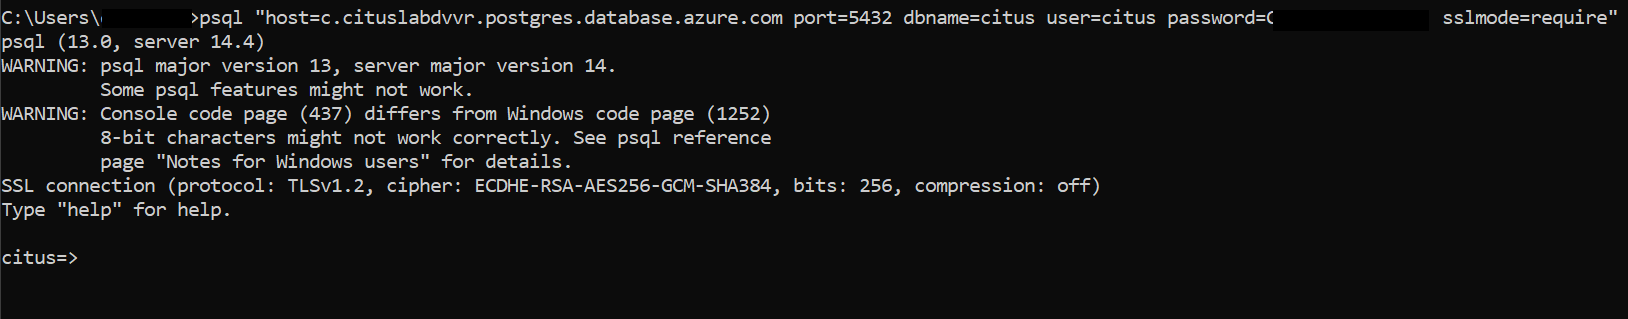 C:\Users\ >psql "host=c.cituslabdvvr.postgres.database.azure.com port=5432 dbname=citus user=citus password= sslmode=require"
psql (13.0, server 14.4)
WARNING: psql major version 13, server major version 14.
         Some psql features might not work.
WARNING: Console code page (437) differs from Windows code page (1252)
         8-bit characters might not work correctly. See psql reference
         page "Notes for Windows users" for details.
SSL connection (protocol: TLSv1.2, cipher: ECDHE-RSA-AES256-GCM-SHA384, bits: 256, compression: off)
Type "help" for help.
citus=>